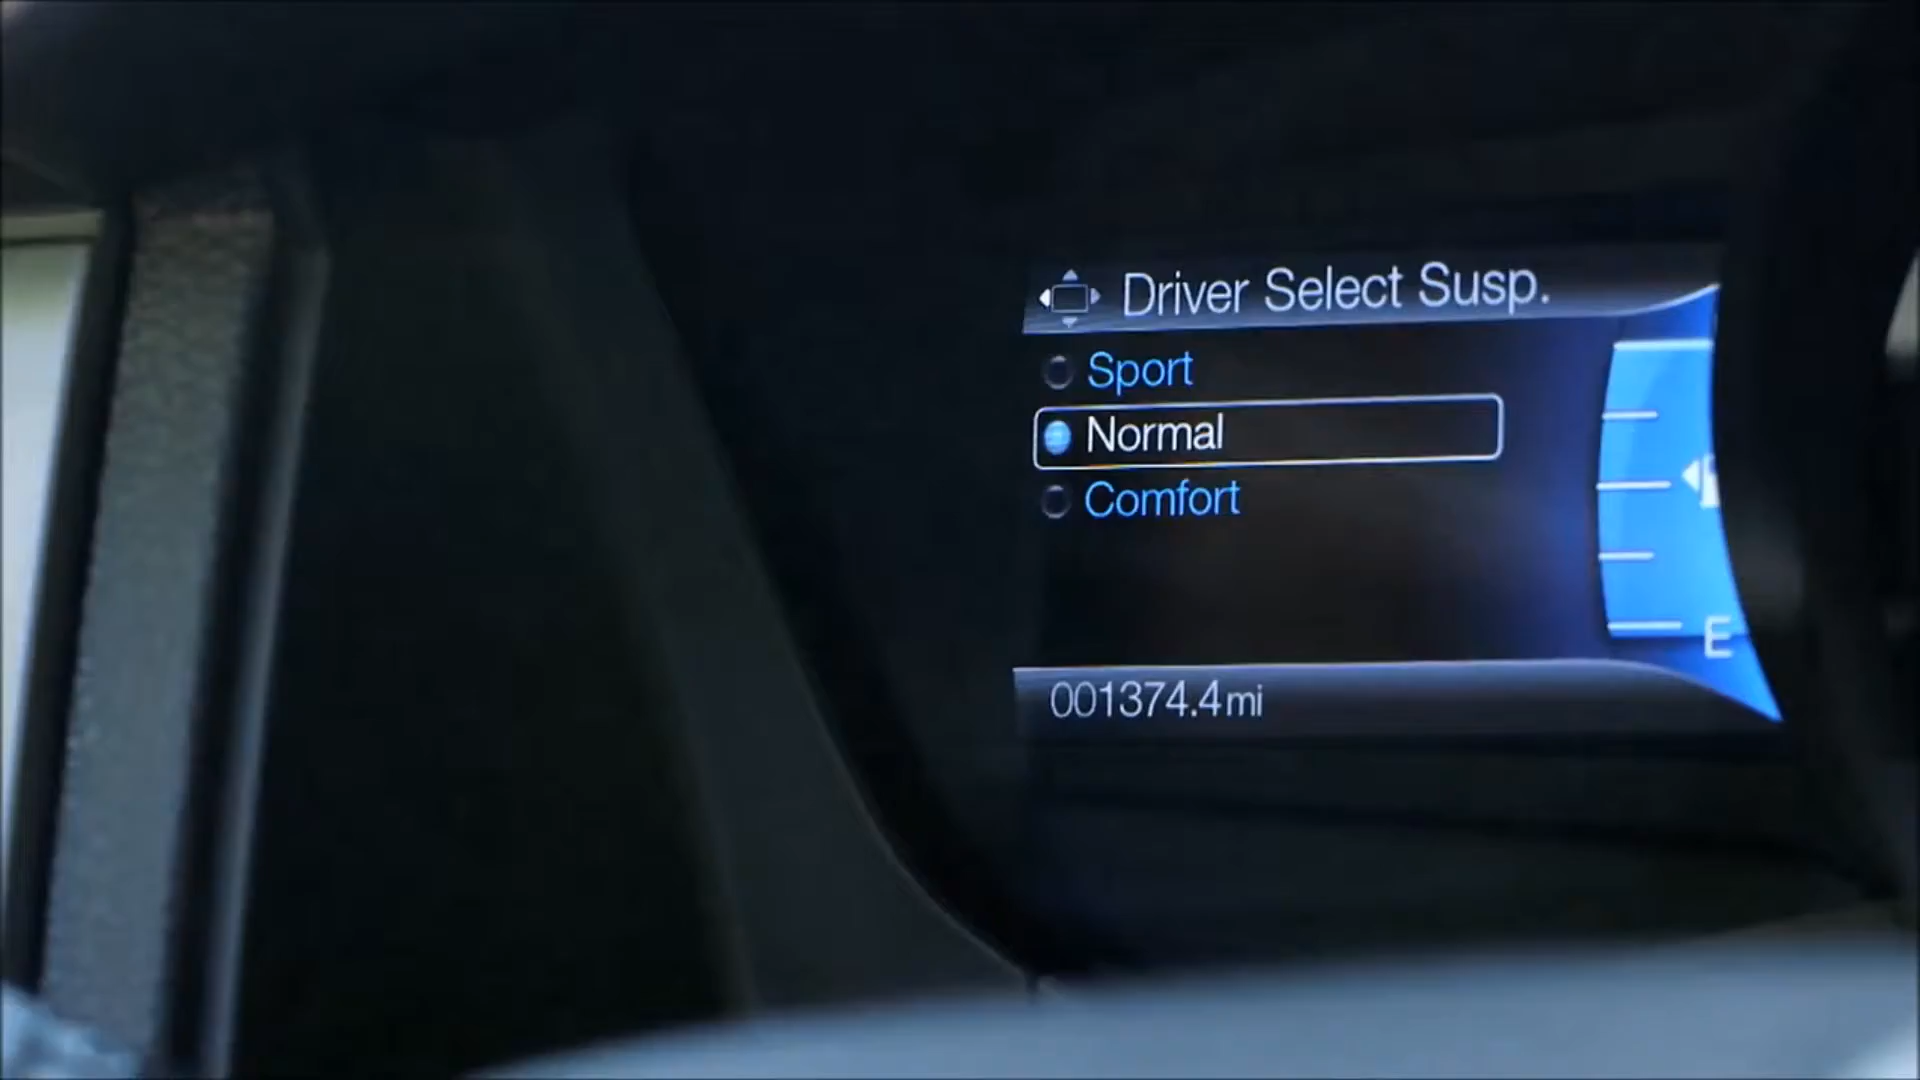 Driver Select Susp.
Sport
Normal
Comfort
E
001374.4mi